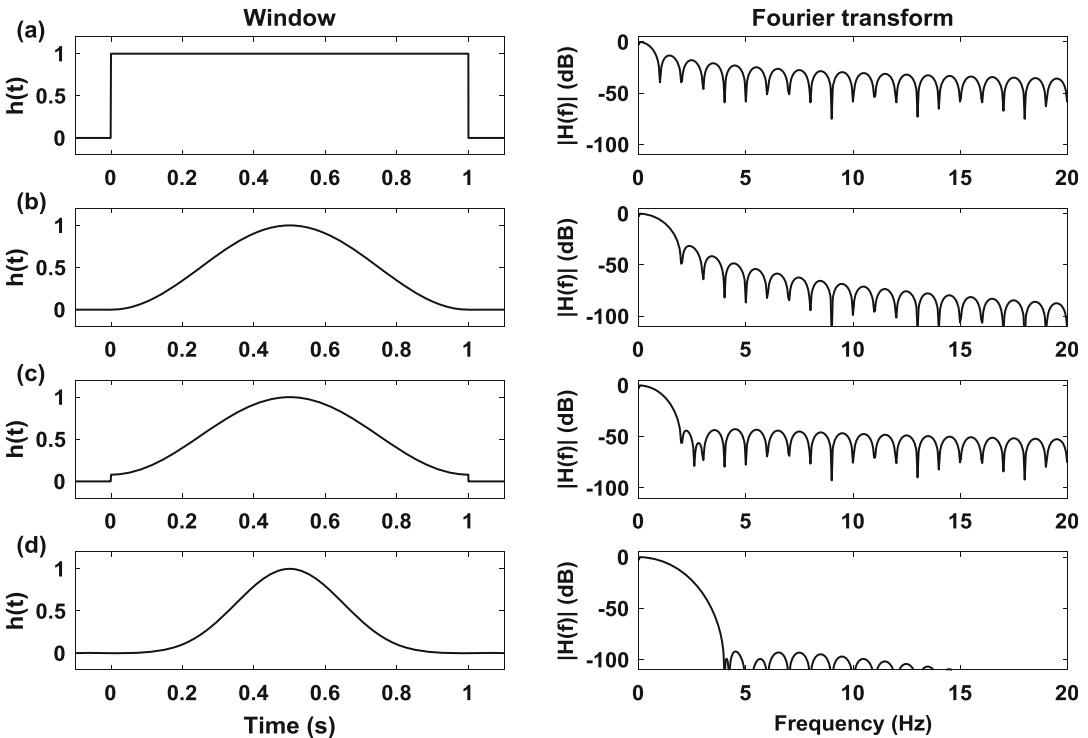 Window
Fourier transform
(a)
h(t)
1
0.5
0
0 0.2 0.4 0.6 0.8 1
|H(f)| (dB)
0
-50
-100
0 5 10 15 20
(b)
h(t)
1
0.5
0
0 0.2 0.4 0.6 0.8 1
|H(f)| (dB)
0
-50
-100
0 5 10 15 20
(c)
h(t)
1
0.5
0
0 0.2 0.4 0.6 0.8 1
|H(f)| (dB)
0
-50
-100
0 5 10 15 20
(d)
h(t)
1
0.5
0
0 0.2 0.4 0.6 0.8 1
Time (s)
|H(f)| (dB)
0
-50
-100
0 5 10 15 20
Frequency (Hz)